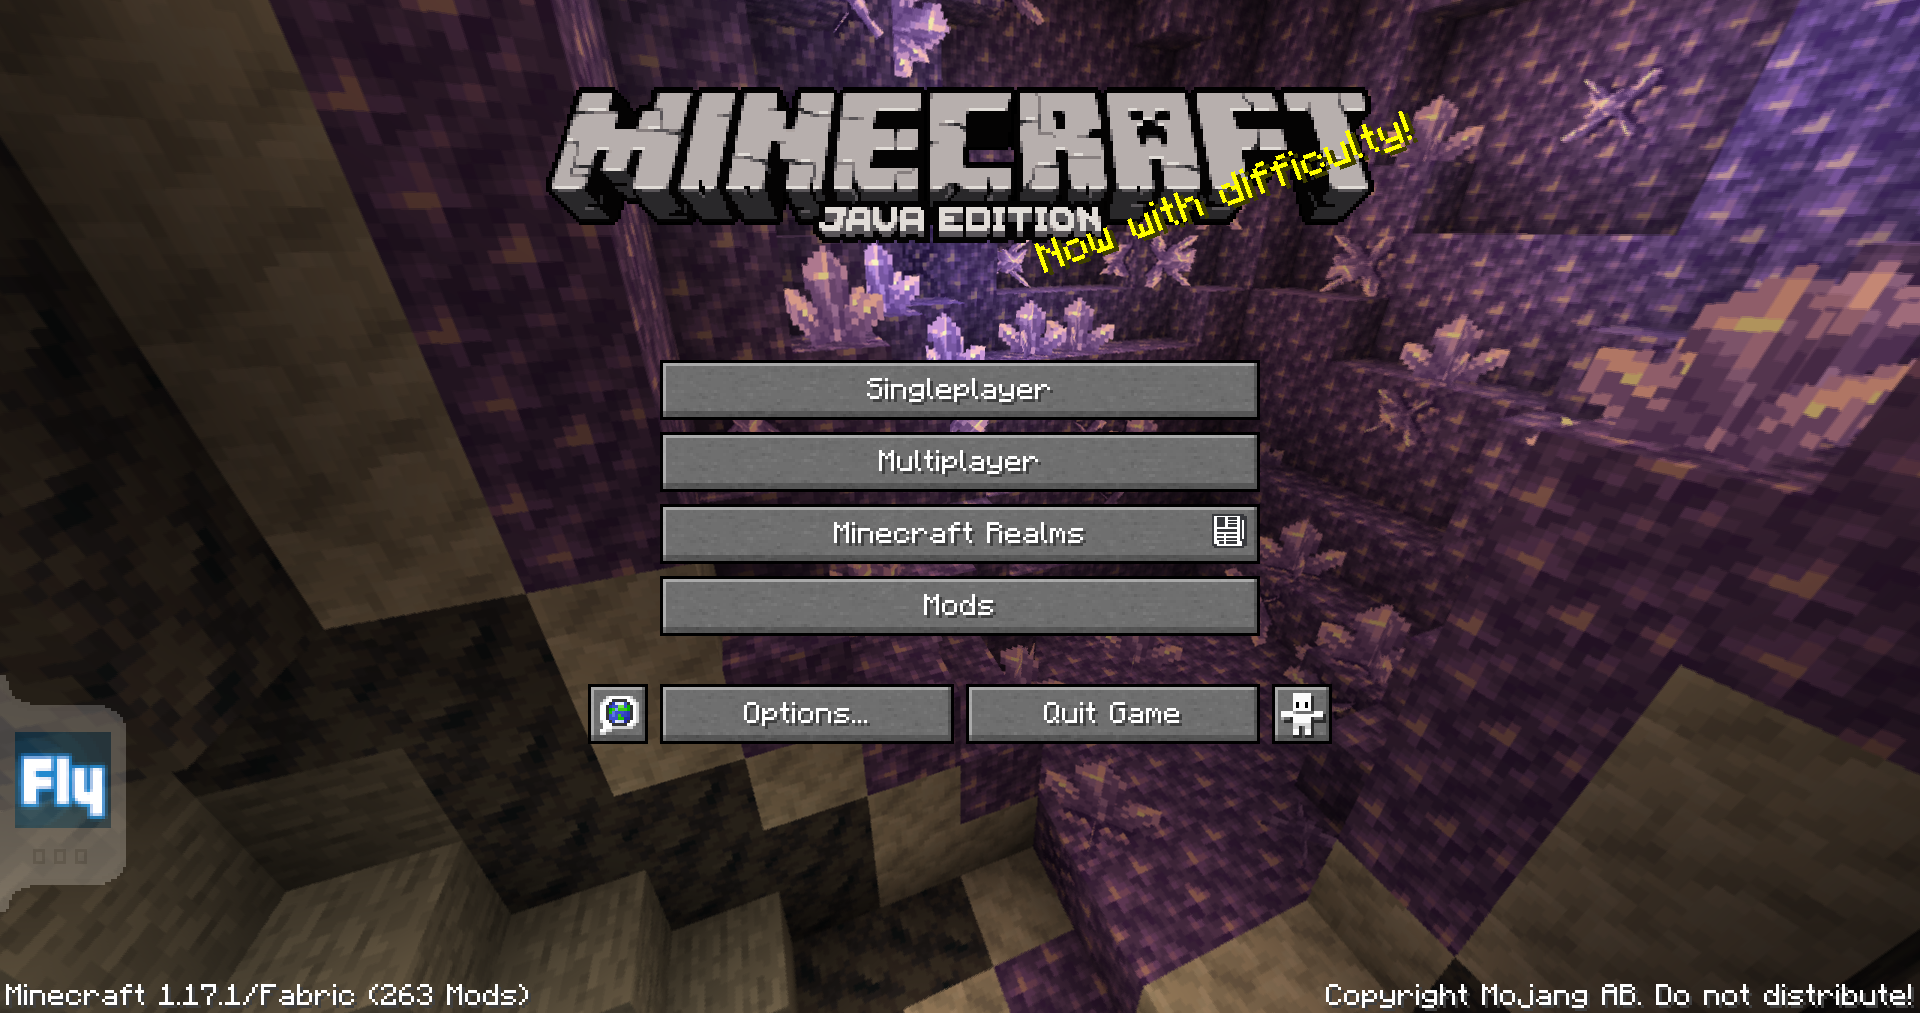 MINECRAFT
JAVA EDITION
Now with difficulty!
Singleplayer
Multiplayer
Minecraft Realms
Mods
Options...
Quit Game
Fly
Minecraft 1.17.1/Fabric (263 Mods)
Copyright Mojang AB. Do not distribute!